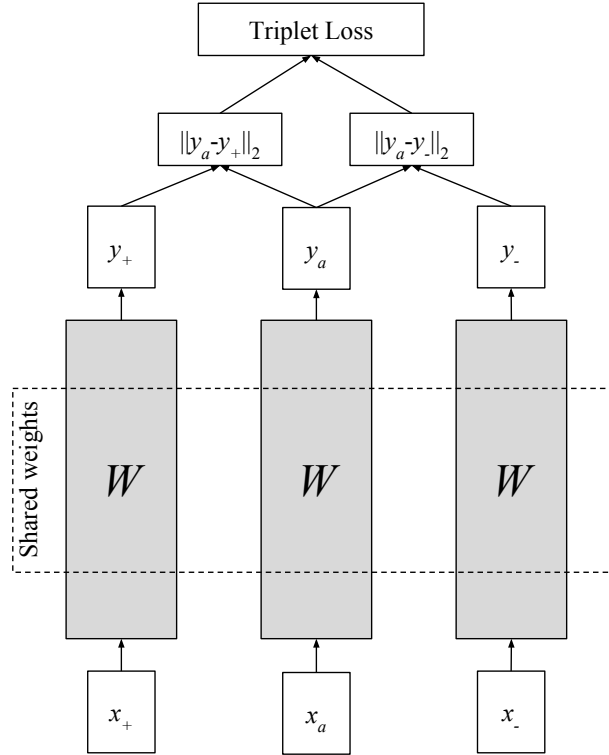 Triplet Loss
||y_a-y_+||_2
||y_a-y_-||_2
y_+
y_a
y_-
Shared weights
W
W
W
x_+
x_a
x_-